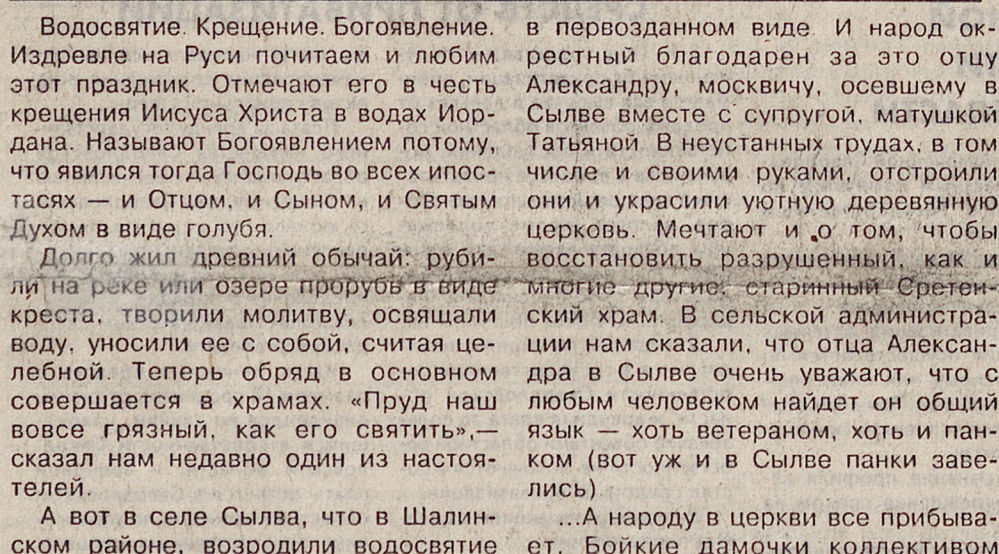 Водосвятие. Крещение. Богоявление.
Издревле на Руси почитаем и любим
этот праздник. Отмечают его в честь
крещения Иисуса Христа в водах Иор-
дана. Называют Богоявлением потому,
что явился тогда Господь во всех ипос-
тасях — и Отцом, и Сыном, и Святым
Духом в виде голубя.
Долго жил древний обычай: руби-
ли на реке или озере прорубь в виде
креста, творили молитву, освящали
воду, уносили ее с собой, считая це-
лебной. Теперь обряд в основном
совершается в храмах. «Пруд наш
вовсе грязный, как его святить»,—
сказал нам недавно один из настоя-
телей.
А вот в селе Сылва, что в Шалин-
ском районе, возродили водосвятие
в первозданном виде. И народ ок-
рестный благодарен за это отцу
Александру, москвичу, осевшему в
Сылве вместе с супругой, матушкой
Татьяной. В неустанных трудах, в том
числе и своими руками, отстроили
они и украсили уютную деревянную
церковь. Мечтают и о том, чтобы
восстановить разрушенный, как и
многие другие, старинный Сретен-
ский храм. В сельской администра-
ции нам сказали, что отца Алексан-
дра в Сылве очень уважают, что с
любым человеком найдет он общий
язык — хоть ветераном, хоть и пан-
ком (вот уж и в Сылве панки заве-
лись)
...А народу в церкви все прибыва-
ет. Бойкие дамочки коллективом